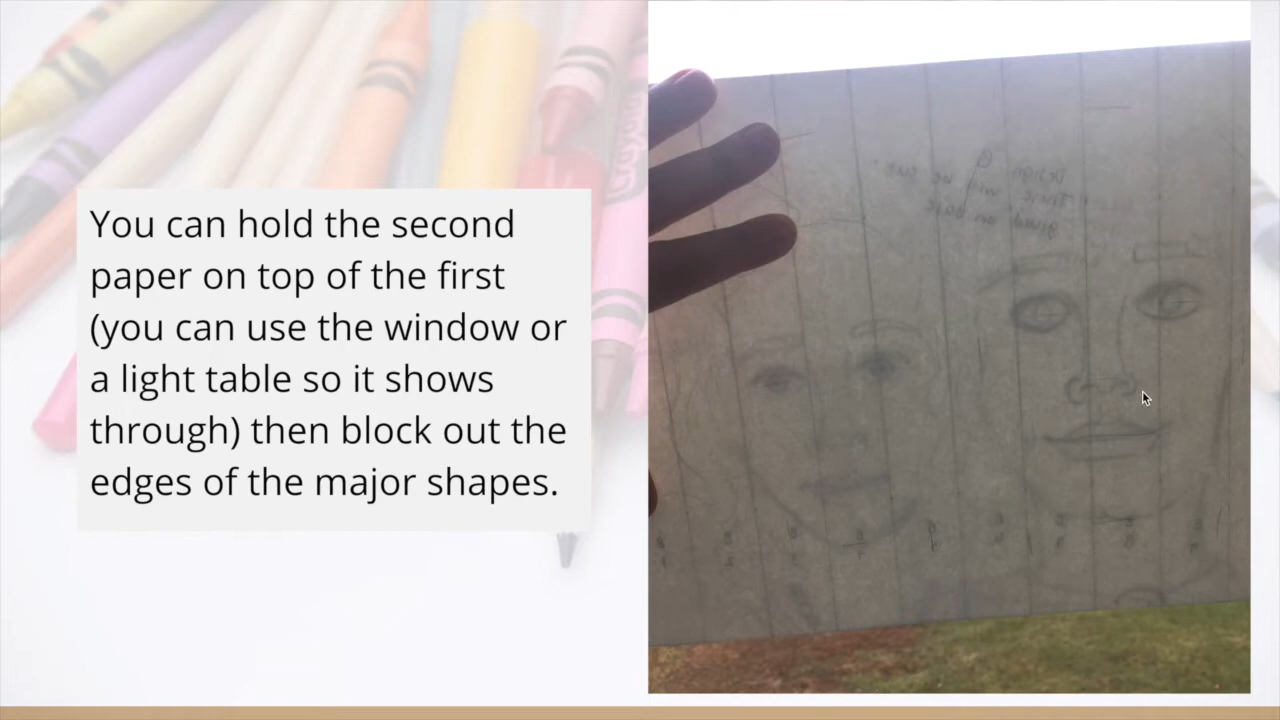 You can hold the second
paper on top of the first
(you can use the window or
a light table so it shows
through) then block out the
edges of the major shapes.